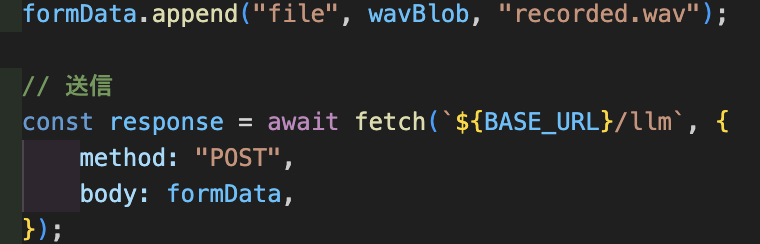 formData.append("file", wavBlob, "recorded.wav");
// 送信
const response = await fetch(`${BASE_URL}/llm`, {
    method: "POST",
    body: formData,
});